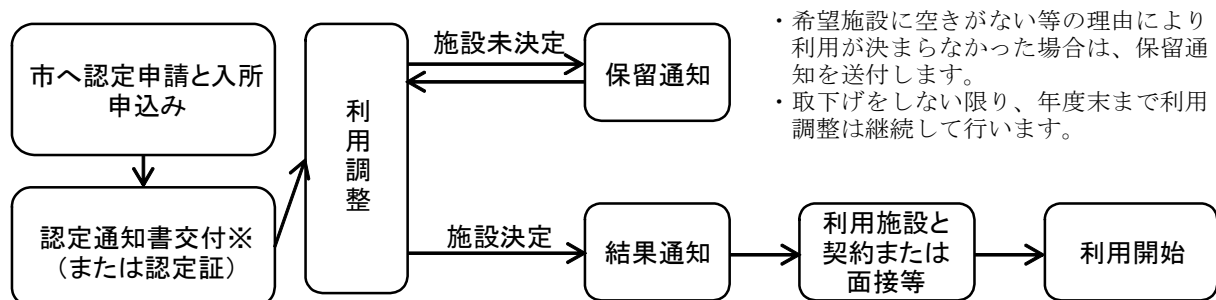 市へ認定申請と入所
申込み
認定通知書交付※
（または認定証）
利
用
調
整
施設未決定
保留通知
・希望施設に空きがない等の理由により
利用が決まらなかった場合は、保留通
知を送付します。
・取下げをしない限り、年度末まで利用
調整は継続して行います。
施設決定
結果通知
利用施設と
契約または
面接等
利用開始